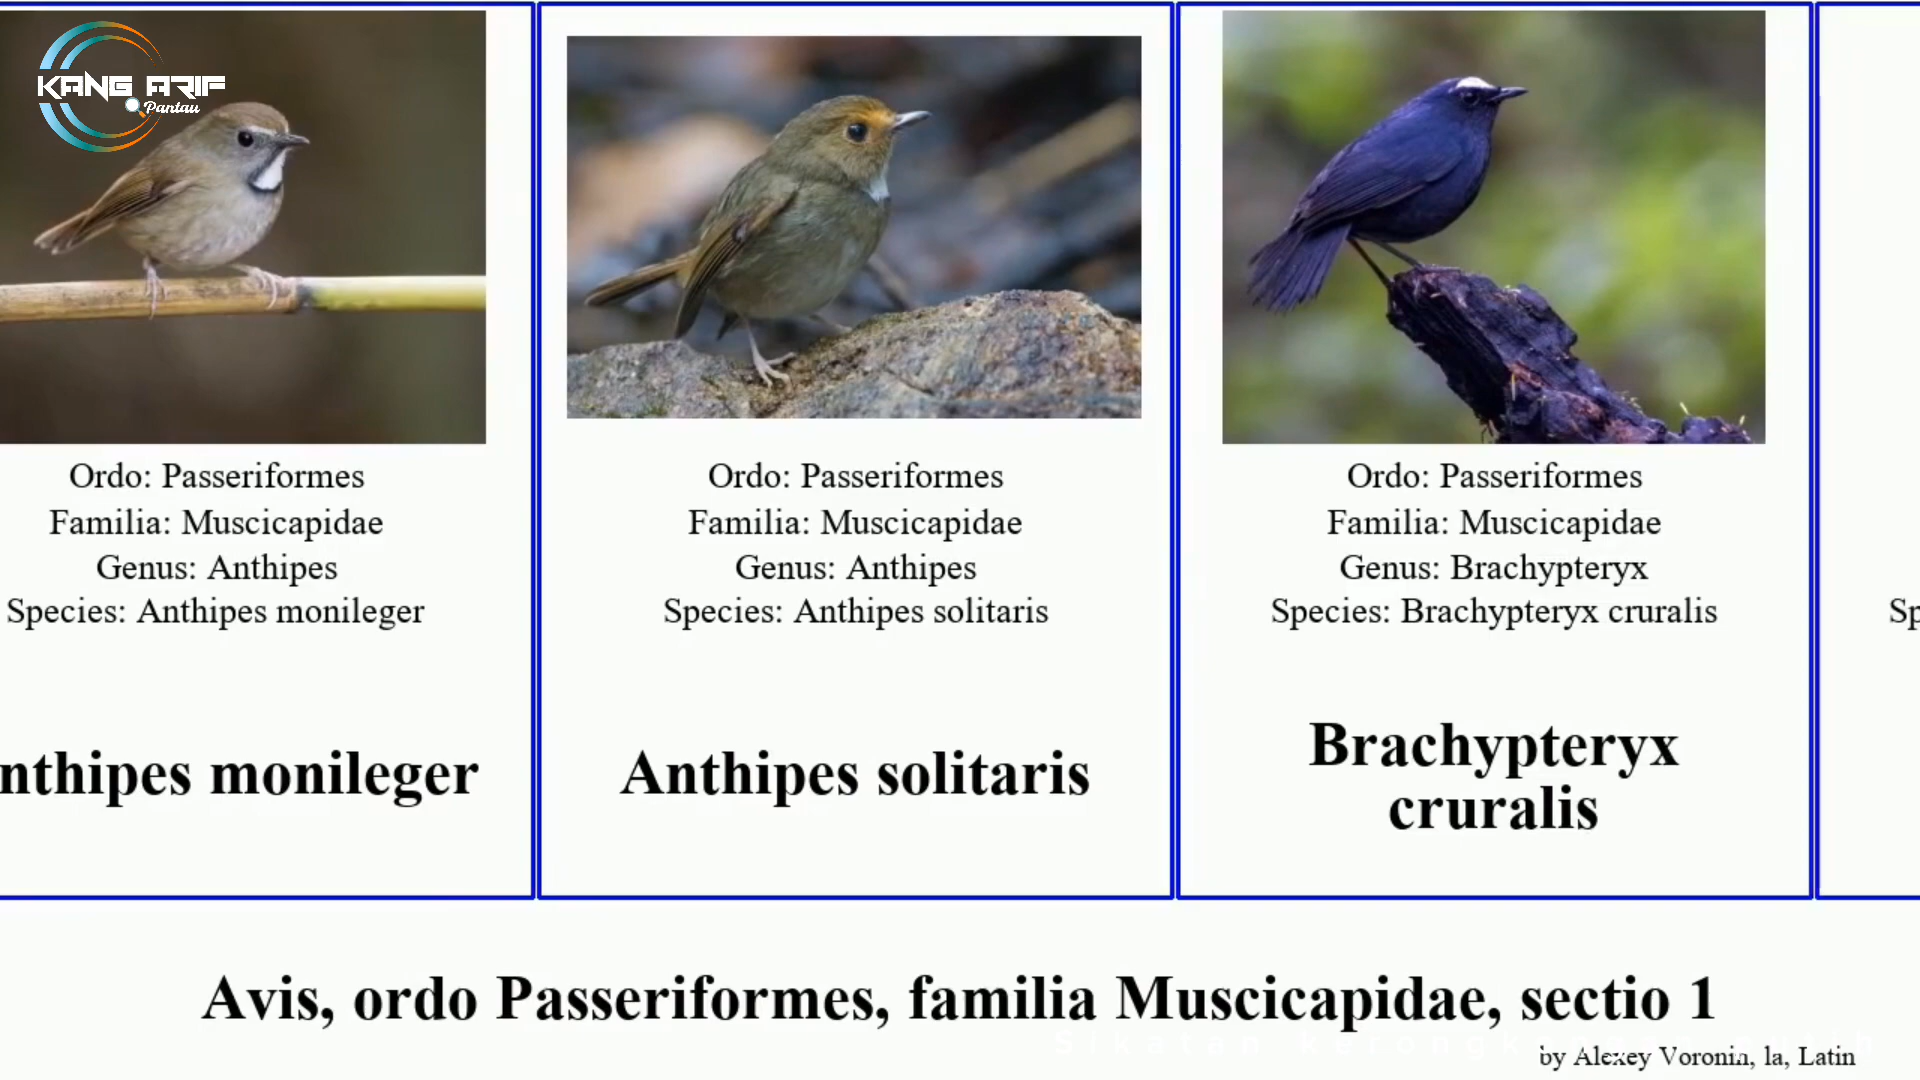 KANG ARIF
Pantau
Ordo: Passeriformes
Familia: Muscicapidae
Genus: Anthipes
Species: Anthipes monileger
nthipes monileger
Ordo: Passeriformes
Familia: Muscicapidae
Genus: Anthipes
Species: Anthipes solitaris
Anthipes solitaris
Ordo: Passeriformes
Familia: Muscicapidae
Genus: Brachypteryx
Species: Brachypteryx cruralis
Brachypteryx
cruralis
Sp
Avis, ordo Passeriformes, familia Muscicapidae, sectio 1
Sikatan
by Alexey Voronin, la, Latin